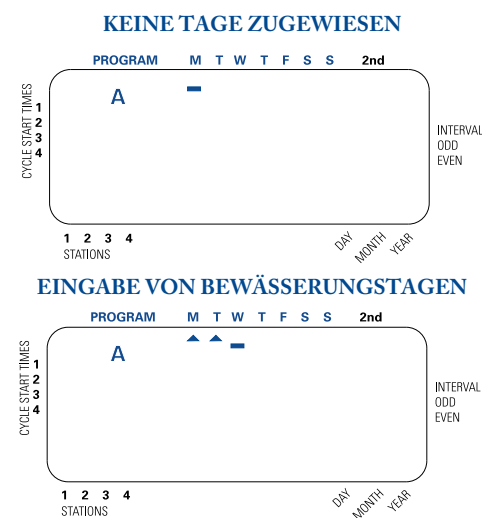 KEINE TAGE ZUGEWIESEN
PROGRAM M T W T F S S 2nd
A
CYCLE START TIMES
1
2
3
4
INTERVAL
ODD
EVEN
1 2 3 4
STATIONS
DAY MONTH YEAR
EINGABE VON BEWÄSSERUNGSTAGEN
PROGRAM M T W T F S S 2nd
A
CYCLE START TIMES
1
2
3
4
INTERVAL
ODD
EVEN
1 2 3 4
STATIONS
DAY MONTH YEAR